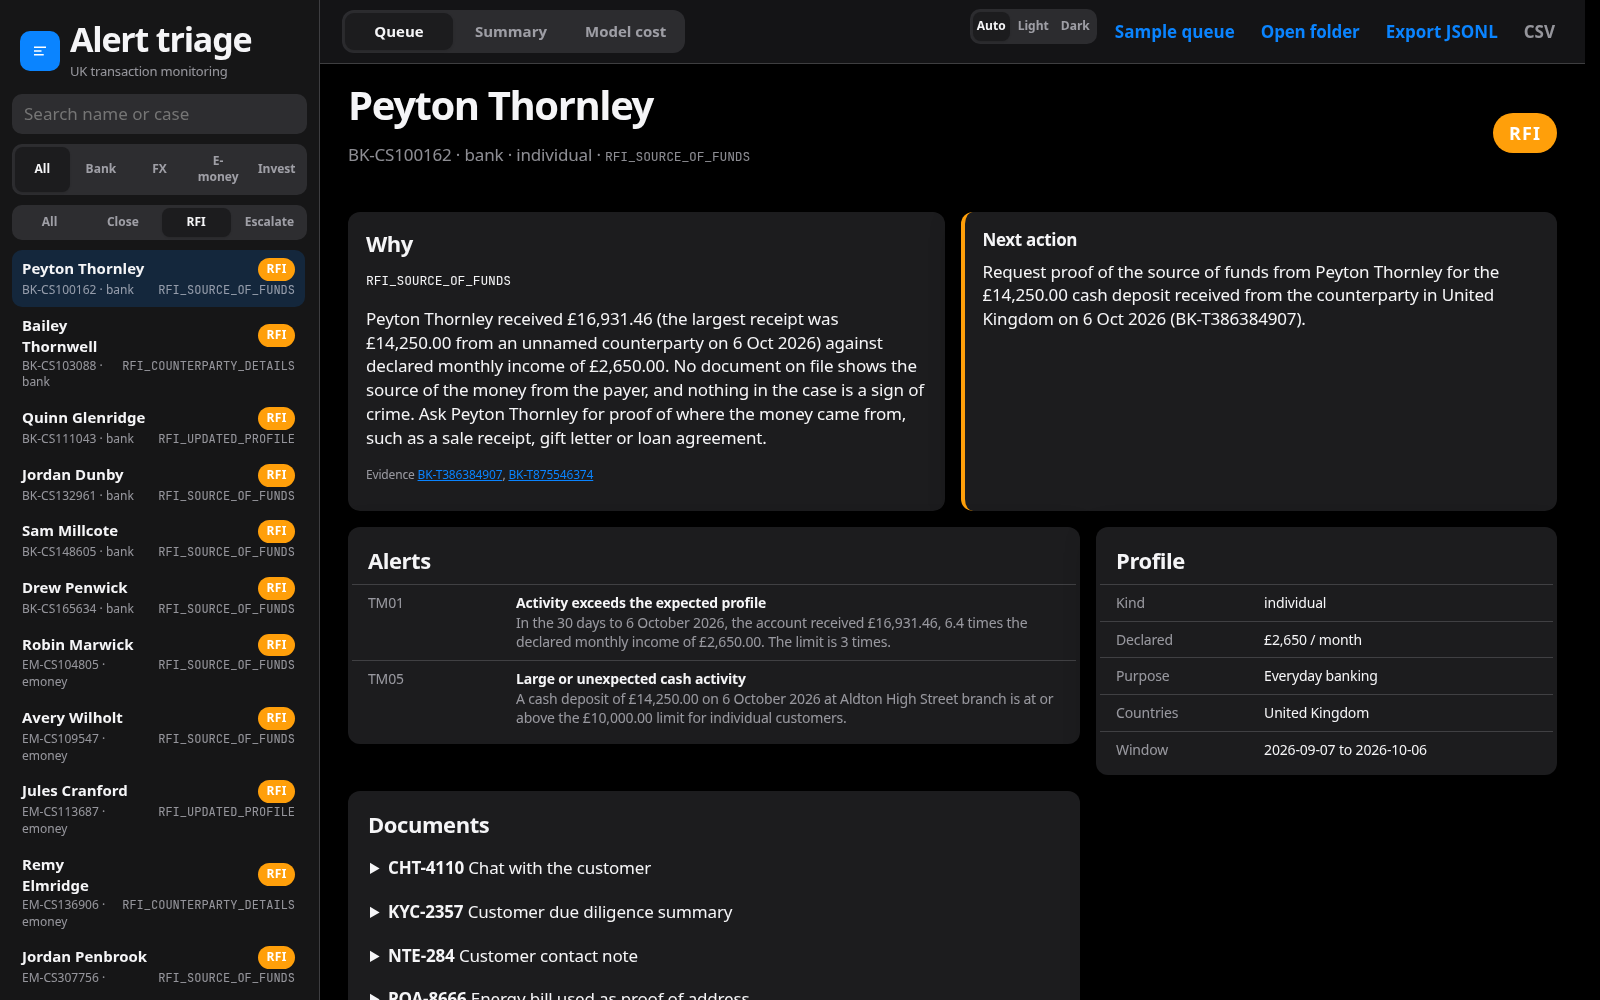 Alert triage
UK transaction monitoring
Search name or case
All
Bank
FX
E-
money
Invest
All
Close
RFI
Escalate
Peyton Thornley
RFI
BK-CS100162 · bank
RFI_SOURCE_OF_FUNDS
Bailey
Thornwell
RFI
BK-CS103088 ·
bank
RFI_COUNTERPARTY_DETAILS
Quinn Glenridge
RFI
BK-CS111043 · bank
RFI_UPDATED_PROFILE
Jordan Dunby
RFI
BK-CS132961 · bank
RFI_SOURCE_OF_FUNDS
Sam Millcote
RFI
BK-CS148605 · bank
RFI_SOURCE_OF_FUNDS
Drew Penwick
RFI
BK-CS165634 · bank
RFI_SOURCE_OF_FUNDS
Robin Marwick
RFI
EM-CS104805 ·
emoney
RFI_SOURCE_OF_FUNDS
Avery Wilholt
RFI
EM-CS109547 ·
emoney
RFI_SOURCE_OF_FUNDS
Jules Cranford
RFI
EM-CS113687 ·
emoney
RFI_UPDATED_PROFILE
Remy
Elmridge
RFI
EM-CS136906 ·
emoney
RFI_COUNTERPARTY_DETAILS
Jordan Penbrook
RFI
EM-CS307756 ·
RFI_SOURCE_OF_FUNDS
Queue
Summary
Model cost
Auto
Light
Dark
Sample queue
Open folder
Export JSONL
CSV
Peyton Thornley
BK-CS100162 · bank · individual · RFI_SOURCE_OF_FUNDS
RFI
Why
RFI_SOURCE_OF_FUNDS
Peyton Thornley received £16,931.46 (the largest receipt was
£14,250.00 from an unnamed counterparty on 6 Oct 2026) against
declared monthly income of £2,650.00. No document on file shows the
source of the money from the payer, and nothing in the case is a sign of
crime. Ask Peyton Thornley for proof of where the money came from,
such as a sale receipt, gift letter or loan agreement.
Evidence BK-T386384907, BK-T875546374
Next action
Request proof of the source of funds from Peyton Thornley for the
£14,250.00 cash deposit received from the counterparty in United
Kingdom on 6 Oct 2026 (BK-T386384907).
Alerts
TM01
Activity exceeds the expected profile
In the 30 days to 6 October 2026, the account received £16,931.46, 6.4 times the
declared monthly income of £2,650.00. The limit is 3 times.
TM05
Large or unexpected cash activity
A cash deposit of £14,250.00 on 6 October 2026 at Aldton High Street branch is at or
above the £10,000.00 limit for individual customers.
Profile
Kind
individual
Declared
£2,650 / month
Purpose
Everyday banking
Countries
United Kingdom
Window
2026-09-07 to 2026-10-06
Documents
CHT-4110 Chat with the customer
KYC-2357 Customer due diligence summary
NTE-284 Customer contact note
POA-8666 Energy bill used as proof of address